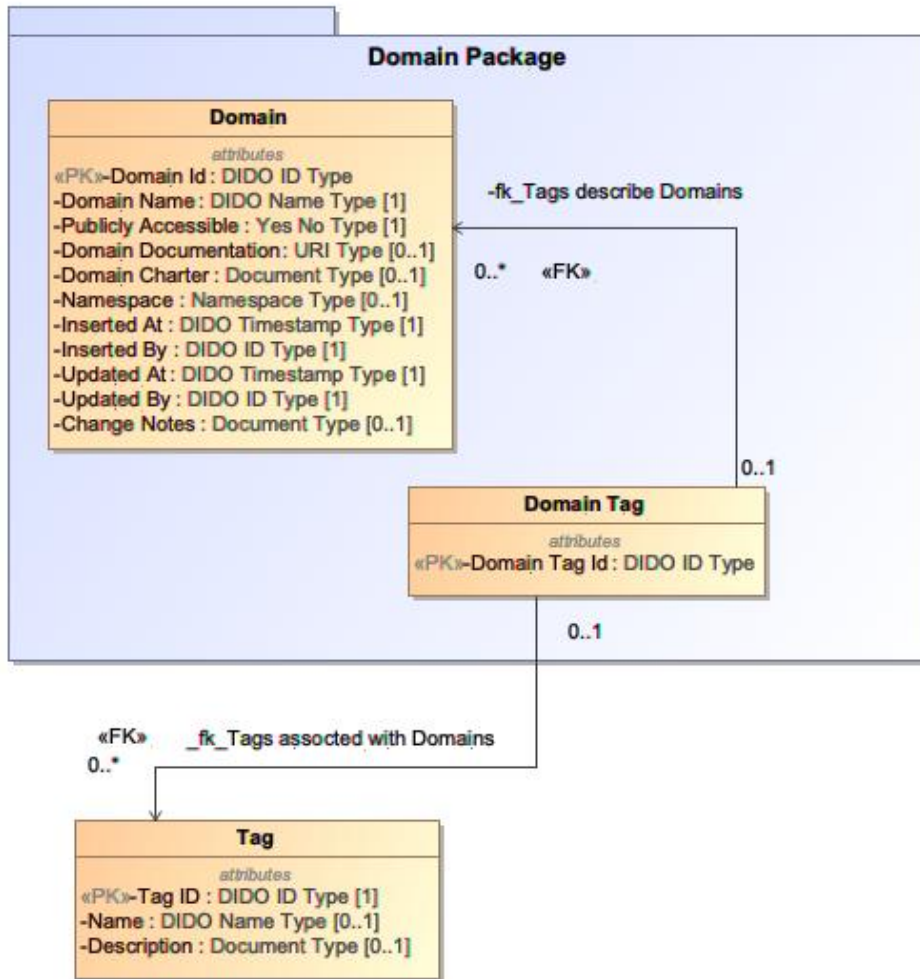 Domain Package
Domain
attributes
«PK»-Domain Id : DIDO ID Type
-Domain Name : DIDO Name Type [1]
-Publicly Accessible : Yes No Type [1]
-Domain Documentation : URI Type [0..1]
-Domain Charter : Document Type [0..1]
-Namespace : Namespace Type [0..1]
-Inserted At : DIDO Timestamp Type [1]
-Inserted By : DIDO ID Type [1]
-Updated At : DIDO Timestamp Type [1]
-Updated By : DIDO ID Type [1]
-Change Notes : Document Type [0..1]
-fk_Tags describe Domains
0..* «FK»
0..1
Domain Tag
attributes
«PK»-Domain Tag Id : DIDO ID Type
0..1
«FK» _fk_Tags assocted with Domains
0..*
Tag
attributes
«PK»-Tag ID : DIDO ID Type [1]
-Name : DIDO Name Type [0..1]
-Description : Document Type [0..1]